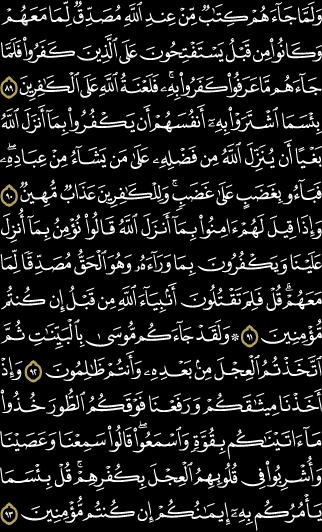 وَلَمَّا جَآءَهُمْ كِتَٰبٌ مِّنْ عِندِ ٱللَّهِ مُصَدِّقٌ لِّمَا مَعَهُمْ
وَكَانُوا۟ مِن قَبْلُ يَسْتَفْتِحُونَ عَلَى ٱلَّذِينَ كَفَرُوا۟ فَلَمَّا
جَآءَهُم مَّا عَرَفُوا۟ كَفَرُوا۟ بِهِۦ فَلَعْنَةُ ٱللَّهِ عَلَى ٱلْكَٰفِرِينَ ٨٩
بِئْسَمَا ٱشْتَرَوْا۟ بِهِۦٓ أَنفُسَهُمْ أَن يَكْفُرُوا۟ بِمَآ أَنزَلَ ٱللَّهُ
بَغْيًا أَن يُنَزِّلَ ٱللَّهُ مِن فَضْلِهِۦ عَلَىٰ مَن يَشَآءُ مِنْ عِبَادِهِۦ
فَبَآءُو بِغَضَبٍ عَلَىٰ غَضَبٍ وَلِلْكَٰفِرِينَ عَذَابٌ مُّهِينٌ ٩٠
وَإِذَا قِيلَ لَهُمْ ءَامِنُوا۟ بِمَآ أَنزَلَ ٱللَّهُ قَالُوا۟ نُؤْمِنُ بِمَآ أُنزِلَ
عَلَيْنَا وَيَكْفُرُونَ بِمَا وَرَآءَهُۥ وَهُوَ ٱلْحَقُّ مُصَدِّقًا لِّمَا
مَعَهُمْ قُلْ فَلِمَ تَقْتُلُونَ أَنۢبِيَآءَ ٱللَّهِ مِن قَبْلُ إِن كُنتُم
مُّؤْمِنِينَ ٩١ ۞ وَلَقَدْ جَآءَكُم مُّوسَىٰ بِٱلْبَيِّنَٰتِ ثُمَّ
ٱتَّخَذْتُمُ ٱلْعِجْلَ مِنۢ بَعْدِهِۦ وَأَنتُمْ ظَٰلِمُونَ ٩٢ وَإِذْ
أَخَذْنَا مِيثَٰقَكُمْ وَرَفَعْنَا فَوْقَكُمُ ٱلطُّورَ خُذُوا۟
مَآ ءَاتَيْنَٰكُم بِقُوَّةٍ وَٱسْمَعُوا۟ قَالُوا۟ سَمِعْنَا وَعَصَيْنَا
وَأُشْرِبُوا۟ فِى قُلُوبِهِمُ ٱلْعِجْلَ بِكُفْرِهِمْ قُلْ بِئْسَمَا
يَأْمُرُكُم بِهِۦٓ إِيمَٰنُكُمْ إِن كُنتُم مُّؤْمِنِينَ ٩٣